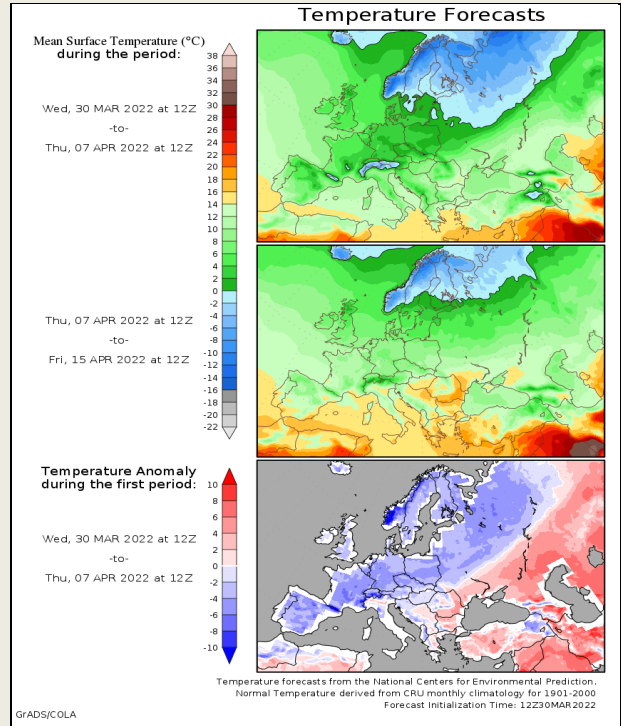 Temperature Forecasts
Mean Surface Temperature (°C)
during the period:
Wed, 30 MAR 2022 at 12Z
-to-
Thu, 07 APR 2022 at 12Z
38
36
34
32
30
28
26
24
22
20
18
16
14
12
10
8
6
4
2
0
-2
-4
-6
-8
-10
-12
-14
-16
-18
-20
-22
Thu, 07 APR 2022 at 12Z
-to-
Fri, 15 APR 2022 at 12Z
Temperature Anomaly
during the first period:
Wed, 30 MAR 2022 at 12Z
-to-
Thu, 07 APR 2022 at 12Z
10
8
6
4
2
0
-2
-4
-6
-8
-10
Temperature forecasts from the National Centers for Environmental Prediction.
Normal Temperature derived from CRU monthly climatology for 1901-2000
Forecast Initialization Time: 12Z30MAR2022
GrADS/COLA